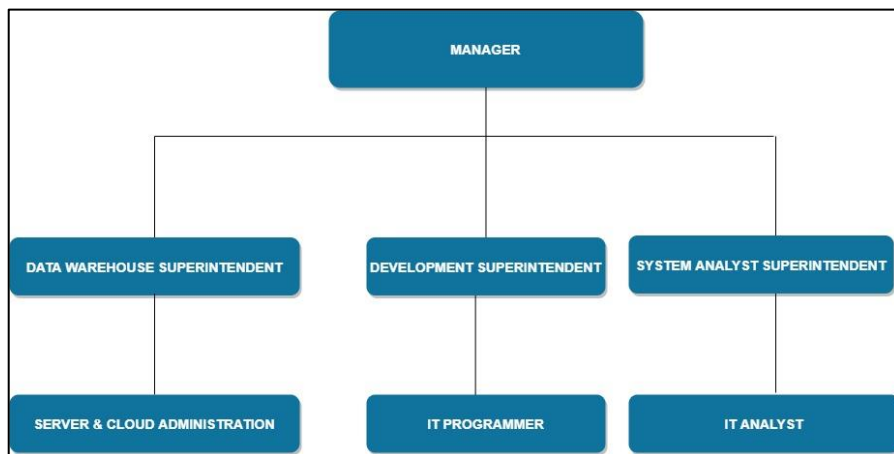 MANAGER
DATA WAREHOUSE SUPERINTENDENT
DEVELOPMENT SUPERINTENDENT
SYSTEM ANALYST SUPERINTENDENT
SERVER & CLOUD ADMINISTRATION
IT PROGRAMMER
IT ANALYST